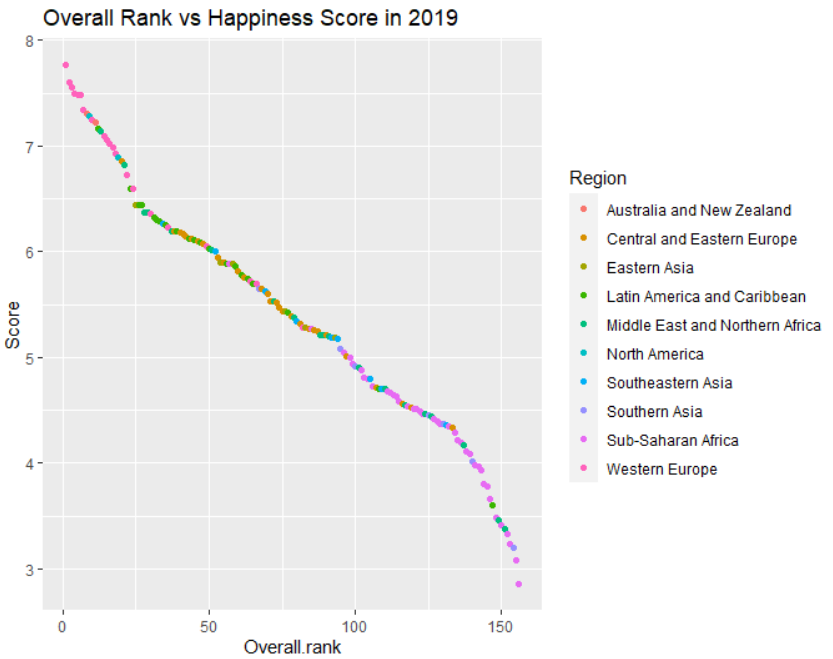 Overall Rank vs Happiness Score in 2019
8
7
6
5
4
3
Score
0 50 100 150
Overall.rank
Region
Australia and New Zealand
Central and Eastern Europe
Eastern Asia
Latin America and Caribbean
Middle East and Northern Africa
North America
Southeastern Asia
Southern Asia
Sub-Saharan Africa
Western Europe